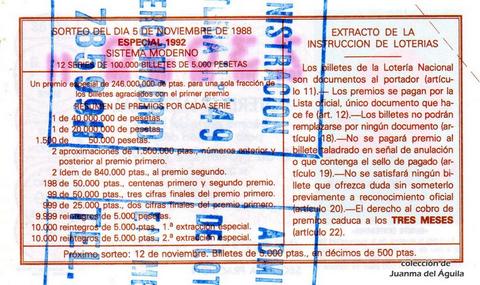 SORTEO DEL DIA 5 DE NOVIEMBRE DE 1988
ESPECIAL 1992
SISTEMA MODERNO
12 SERIES DE 100.000 BILLETES DE 5.000 PESETAS
Un premio especial de 246.000.000 de ptas. para una sola fracción de
los billetes agraciados con el primer premio
RESUMEN DE PREMIOS POR CADA SERIE
1 de 40.000.000 de pesetas
1 de 20.000.000 de pesetas
1.500 de 50.000 pesetas.
2 aproximaciones de 1.500.000 ptas., números anterior y
posterior al premio primero.
2 ídem de 840.000 ptas., al premio segundo.
198 de 50.000 ptas., centenas primero y segundo premio.
99 de 50.000 ptas., tres cifras finales del premio primero.
999 de 25.000 ptas., dos cifras finales del premio primero.
9.999 reintegros de 5.000 pesetas.
10.000 reintegros de 5.000 ptas., 1.ª extracción especial.
10.000 reintegros de 5.000 ptas., 2.ª extracción especial.
EXTRACTO DE LA
INSTRUCCION DE LOTERIAS
Los billetes de la Lotería Nacional
son documentos al portador (artícu-
lo 11).— Los premios se pagan por la
Lista oficial, único documento que ha-
ce fe (art. 12).—Los billetes no podrán
remplazarse por ningún documento (ar-
tículo 18).—No se pagará premio al
billete taladrado en señal de anulación
o que contenga el sello de pagado (ar-
tículo 19).—No se satisfará ningún bi-
llete que ofrezca duda sin someterlo
previamente a reconocimiento oficial
(artículo 20).—El derecho al cobro de
premios caduca a los TRES MESES
(artículo 22).
Próximo sorteo: 12 de noviembre. Billetes de 5.000 ptas., en décimos de 500 ptas.
colección de
Juanma del Águila